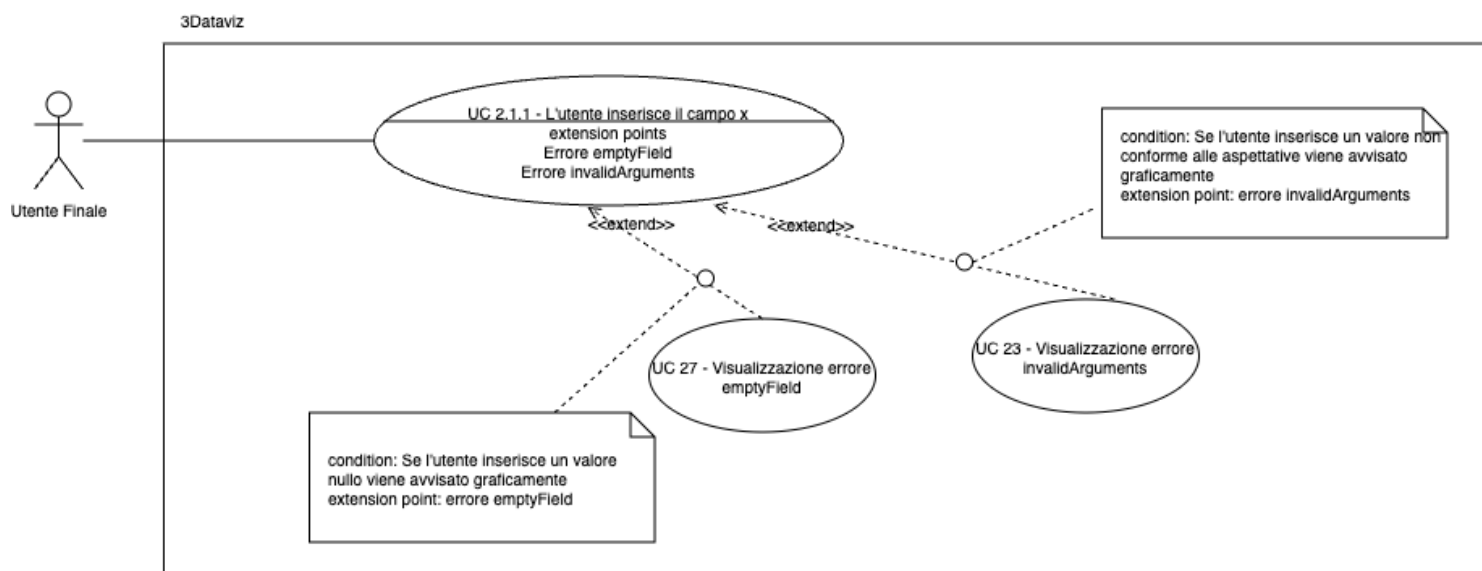 3Dataviz
Utente Finale
UC 2.1.1 - L'utente inserisce il campo x
extension points
Errore emptyField
Errore invalidArguments
condition: Se l'utente inserisce un valore non
conforme alle aspettative viene avvisato
graficamente
extension point: errore invalidArguments
<<extend>>
<<extend>>
UC 27 - Visualizzazione errore
emptyField
UC 23 - Visualizzazione errore
invalidArguments
condition: Se l'utente inserisce un valore
nullo viene avvisato graficamente
extension point: errore emptyField